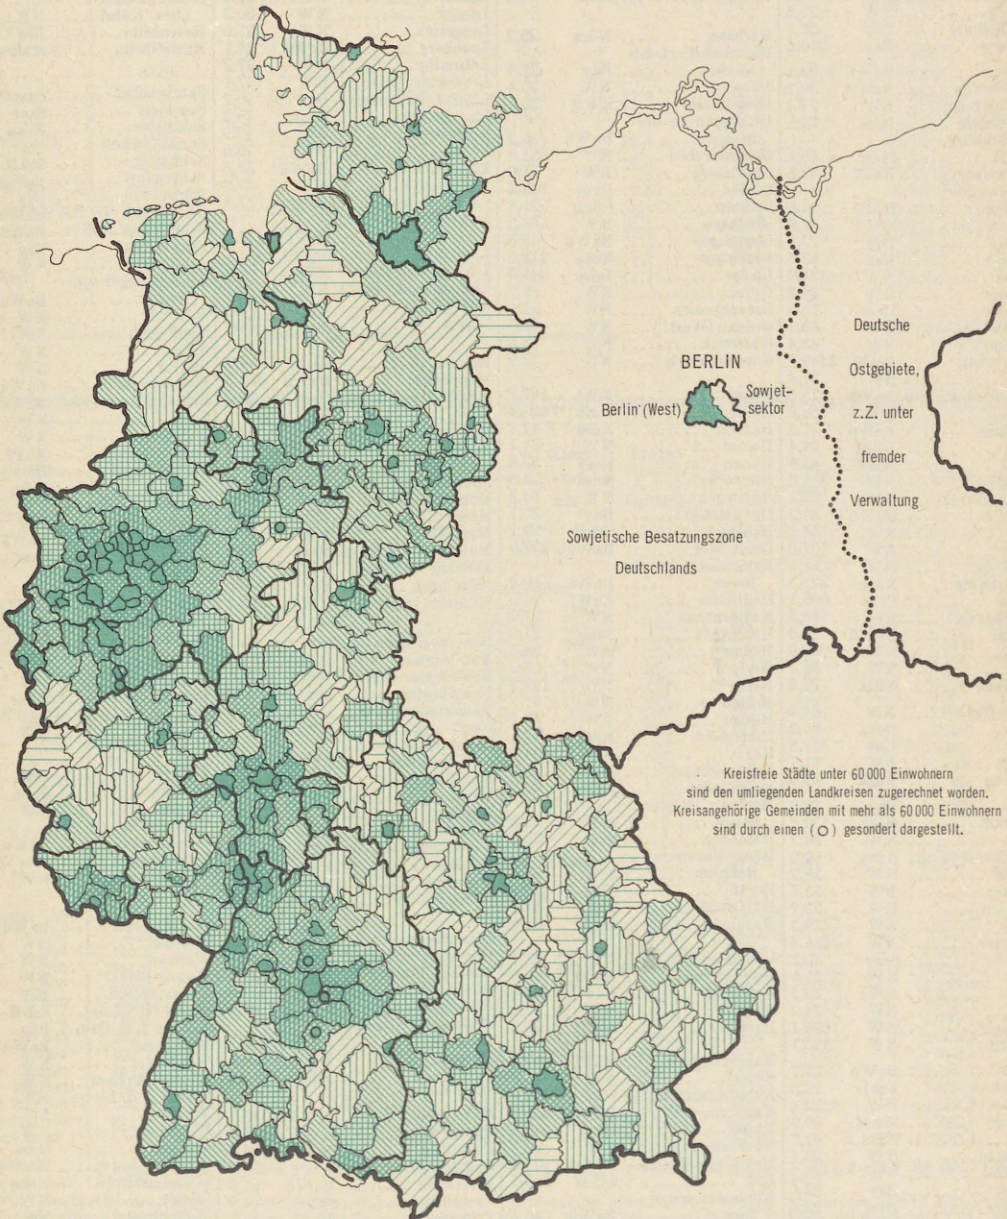 Deutsche
Ostgebiete,
z.Z. unter
fremder
Verwaltung
BERLIN
Berlin (West)
Sowjet-
sektor
Sowjetische Besatzungszone
Deutschlands
Kreisfreie Städte unter 60 000 Einwohnern
sind den umliegenden Landkreisen zugerechnet worden.
Kreisangehörige Gemeinden mit mehr als 60 000 Einwohnern
sind durch einen (O) gesondert dargestellt.